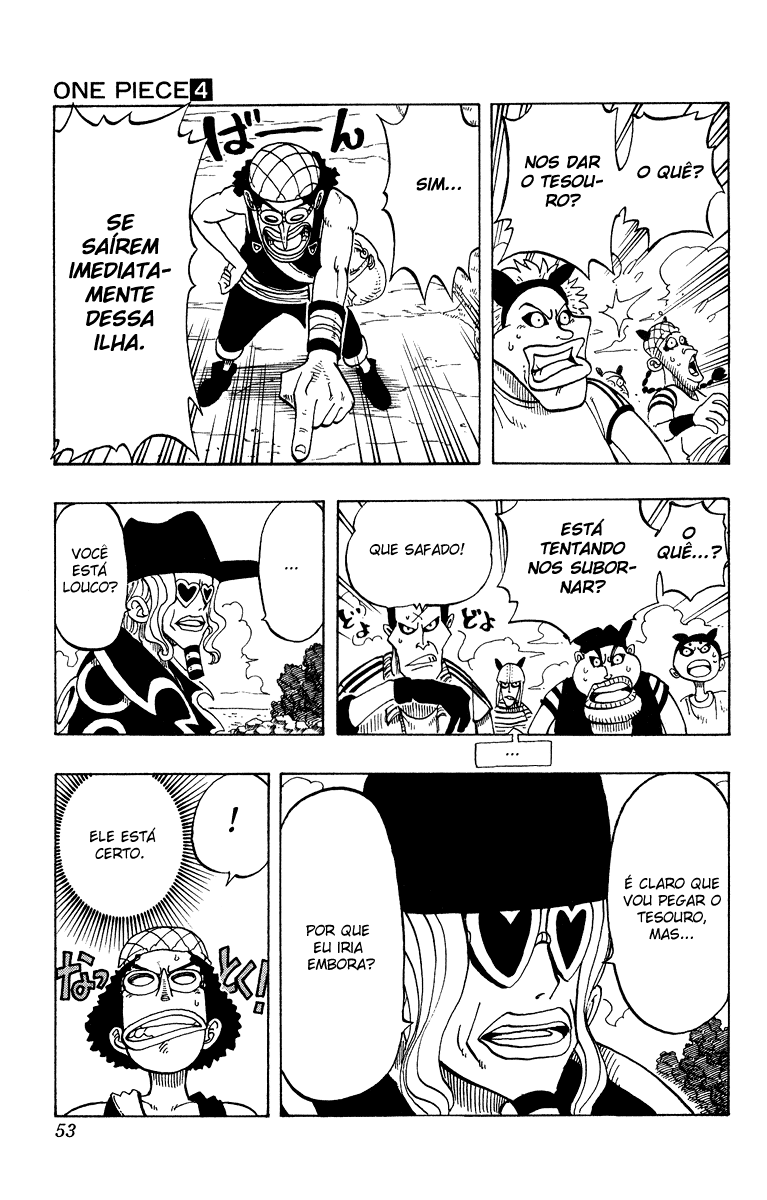 ONE PIECE 4
O QUÊ?
NOS DAR
O TESOU-
RO?
SIM...
ばーん
SE
SAÍREM
IMEDIATA-
MENTE
DESSA
ILHA.
O
QUÊ...?
ESTÁ
TENTANDO
NOS SUBOR-
NAR?
QUE SAFADO!
どよ
どよ
...
...
VOCÊ
ESTÁ
LOUCO?
É CLARO QUE
VOU PEGAR O
TESOURO,
MAS...
POR QUE
EU IRIA
EMBORA?
!
ELE ESTÁ
CERTO.
なっ
とく!
53